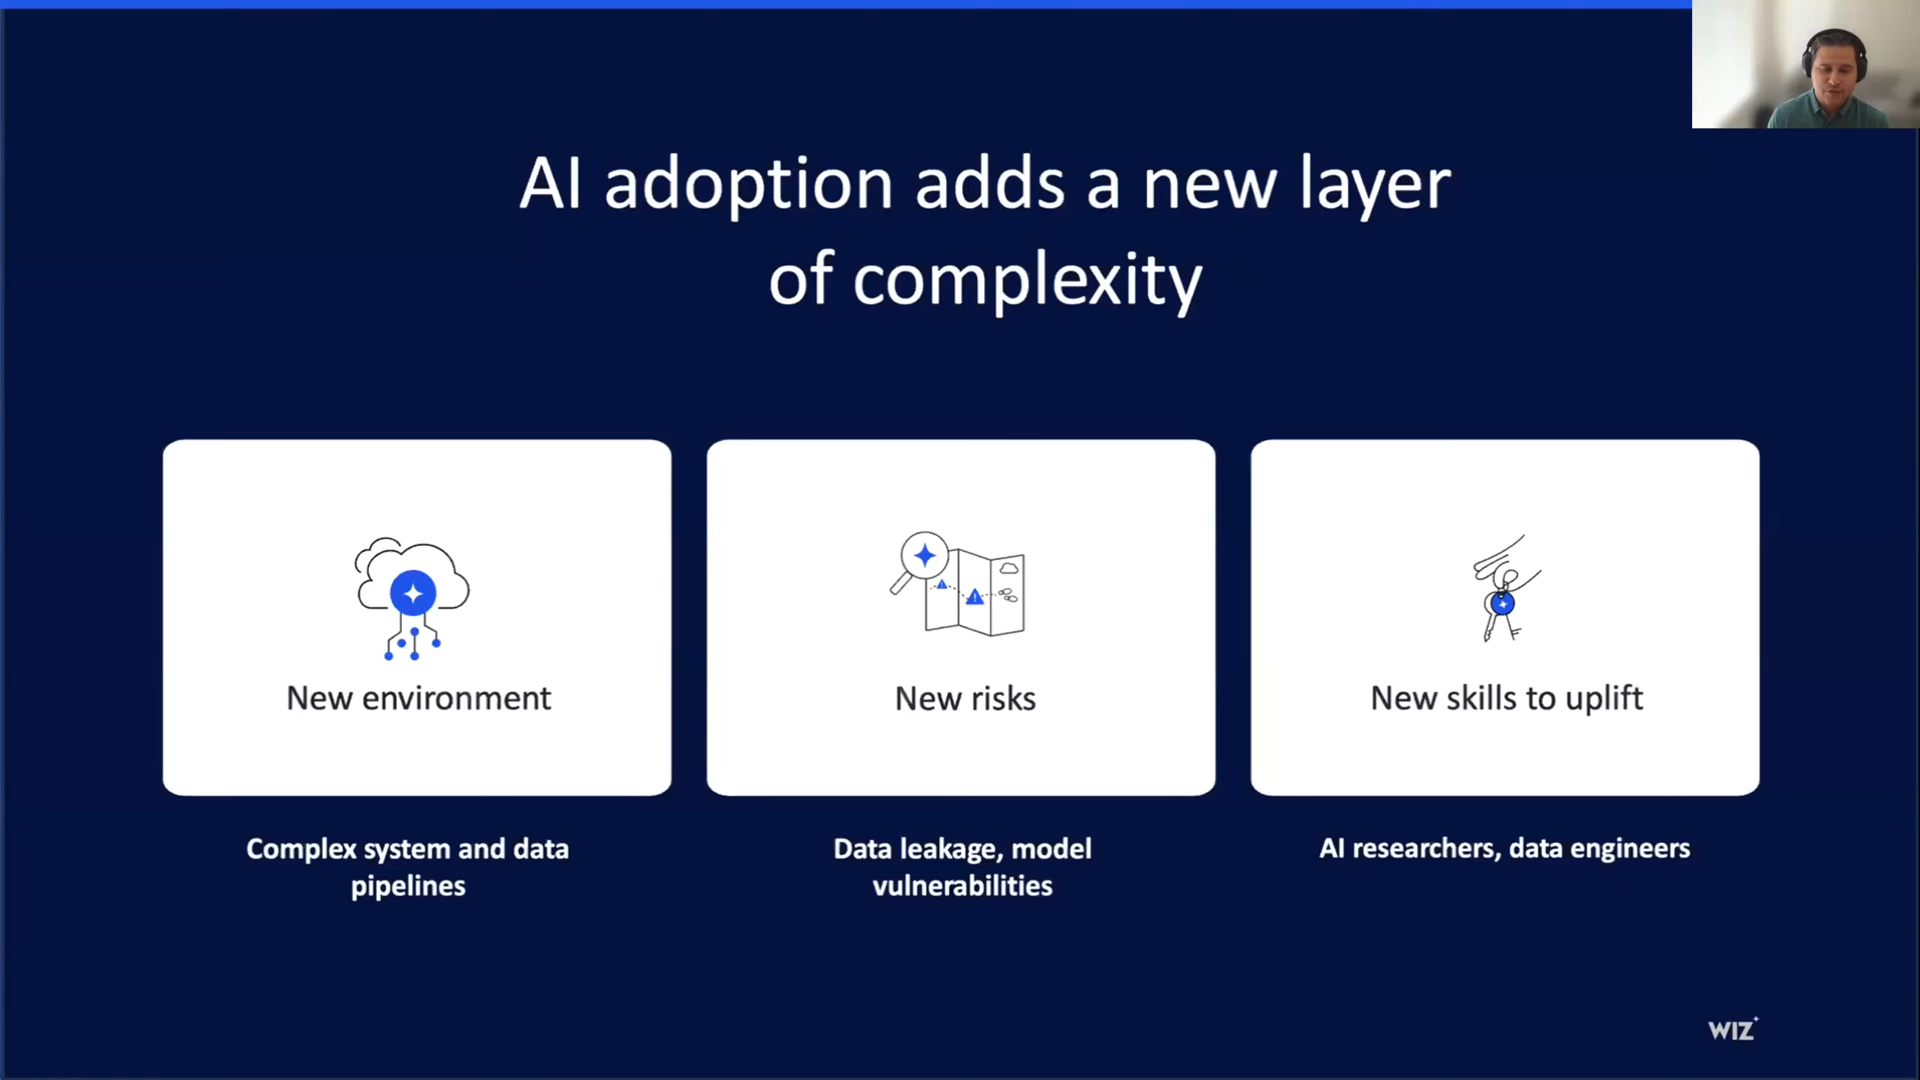 AI adoption adds a new layer
of complexity
New environment
New risks
New skills to uplift
Complex system and data
pipelines
Data leakage, model
vulnerabilities
AI researchers, data engineers
WIZ